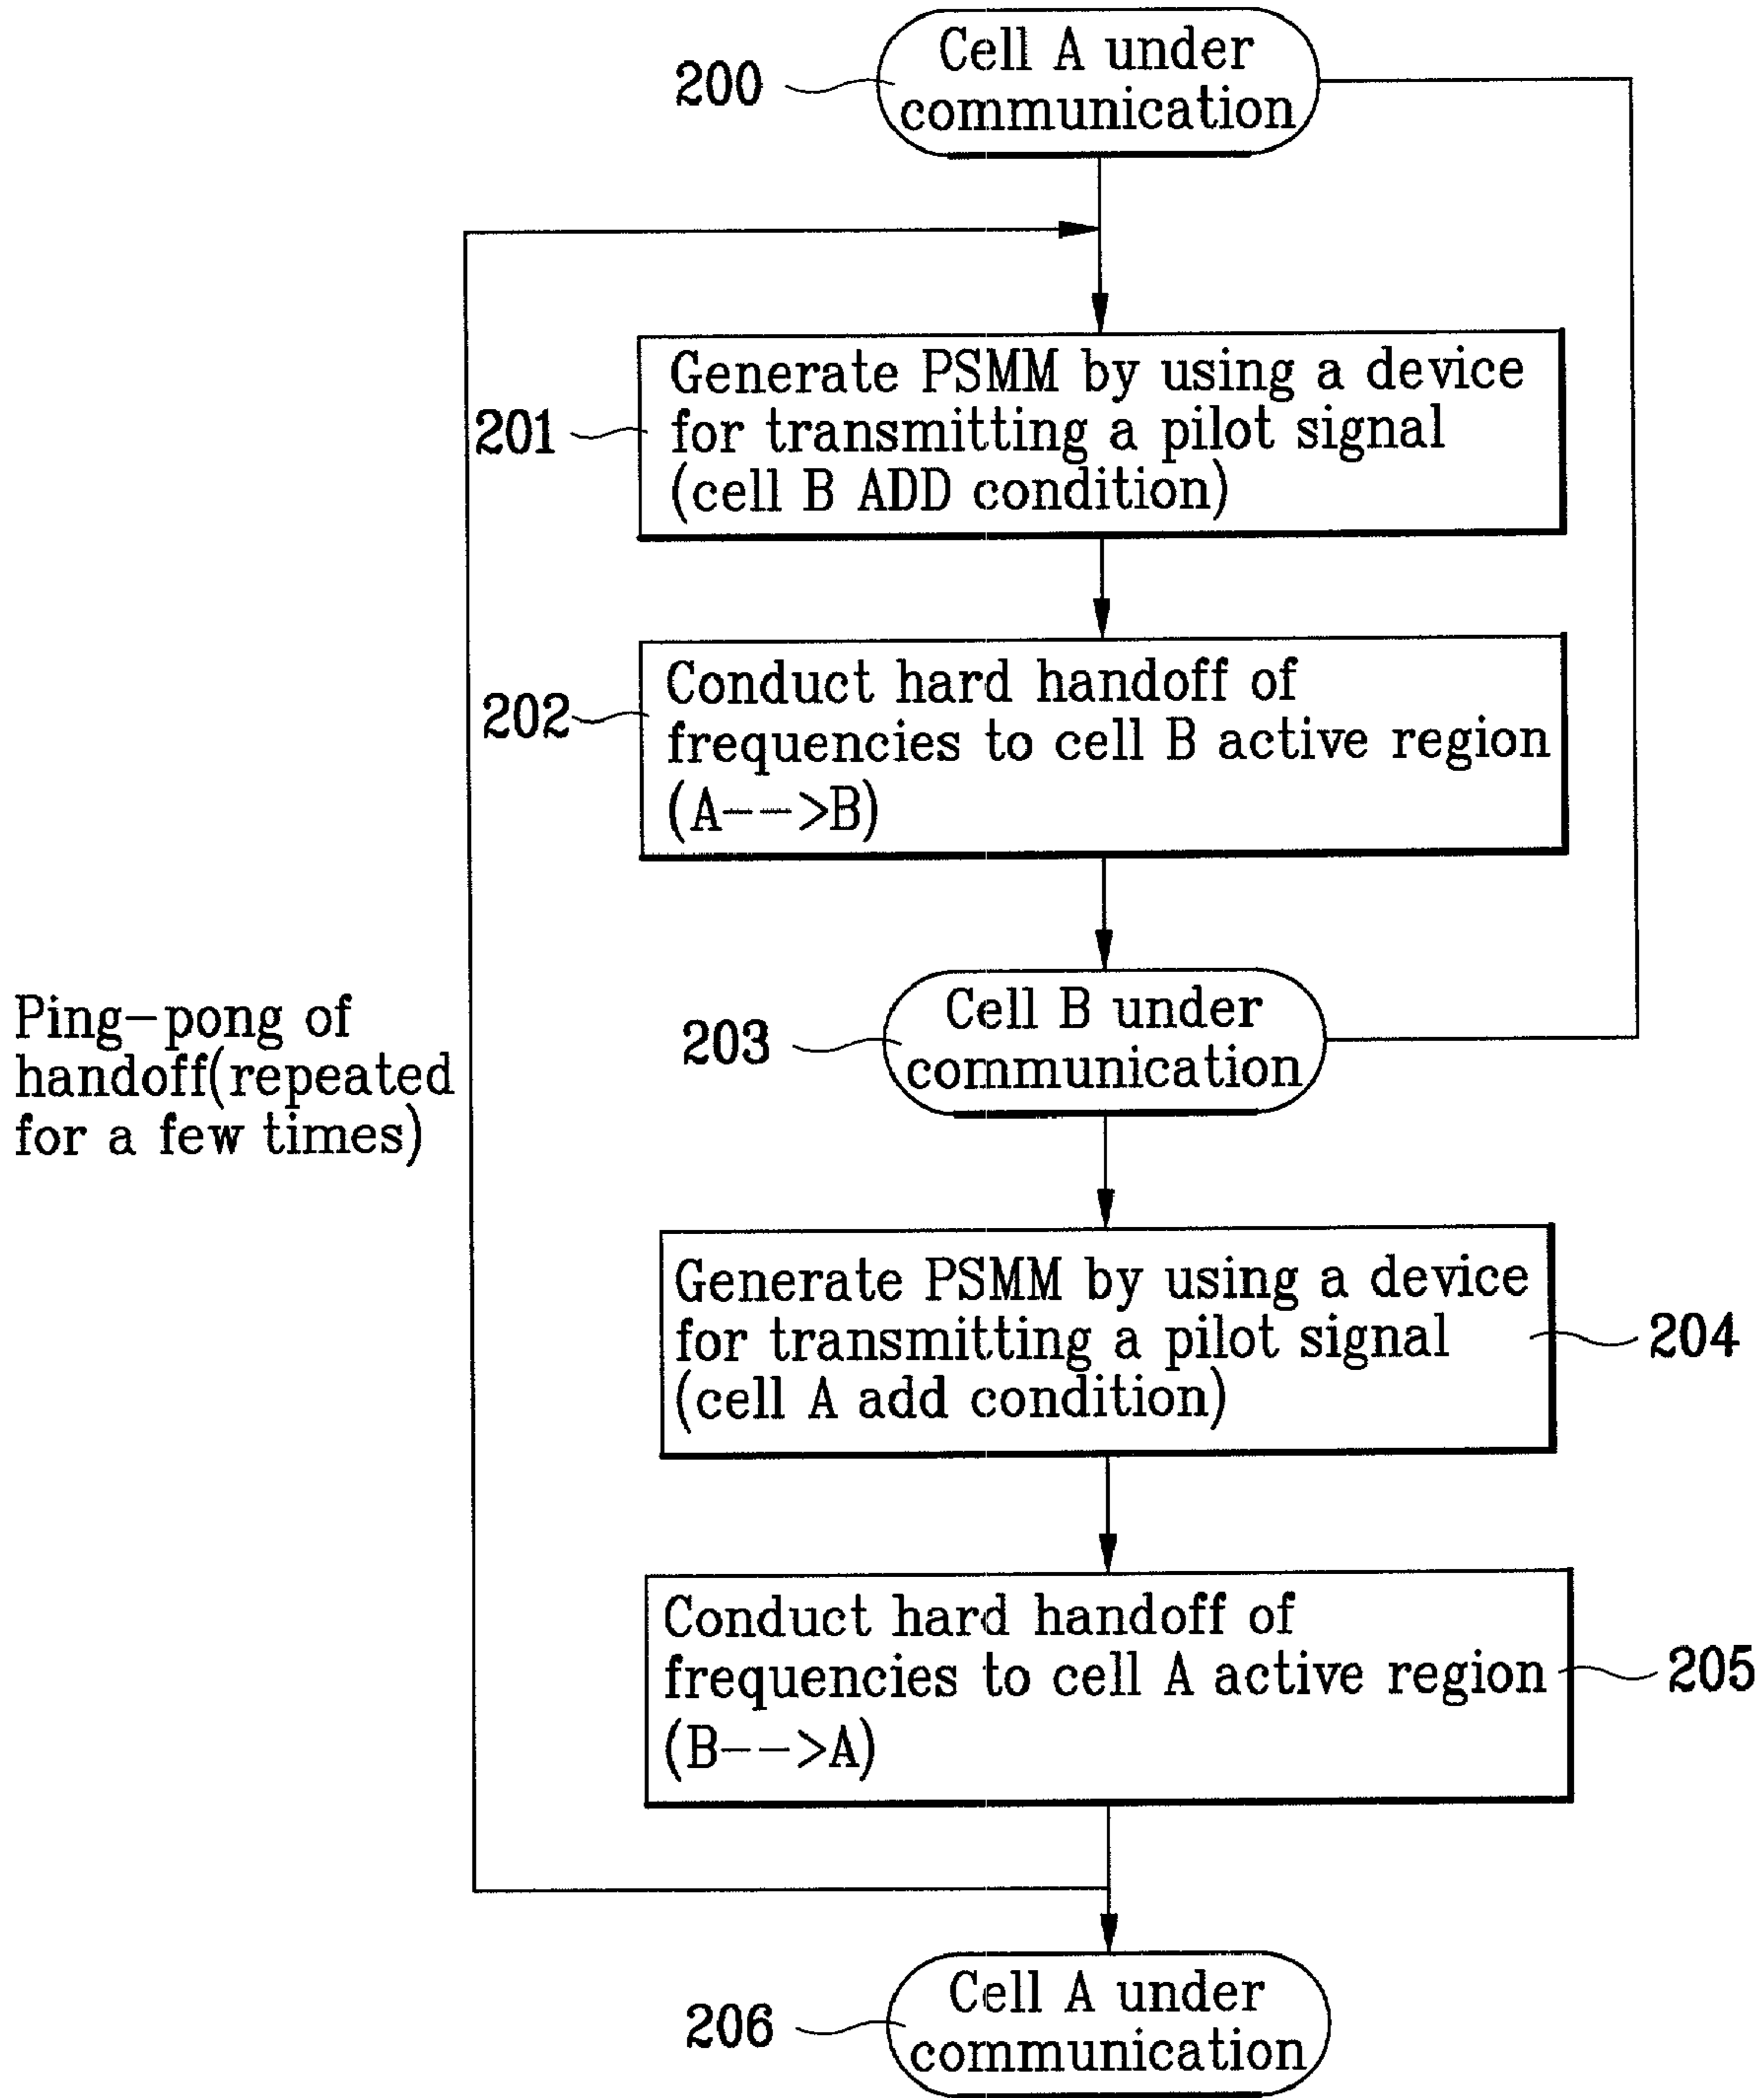 Cell A under
communication
200
Generate PSMM by using a device
for transmitting a pilot signal
(cell B ADD condition)
201
Conduct hard handoff of
frequencies to cell B active region
(A-->B)
202
Ping-pong of
handoff(repeated
for a few times)
Cell B under
communication
203
Generate PSMM by using a device
for transmitting a pilot signal
(cell A add condition)
204
Conduct hard handoff of
frequencies to cell A active region
(B-->A)
205
Cell A under
communication
206